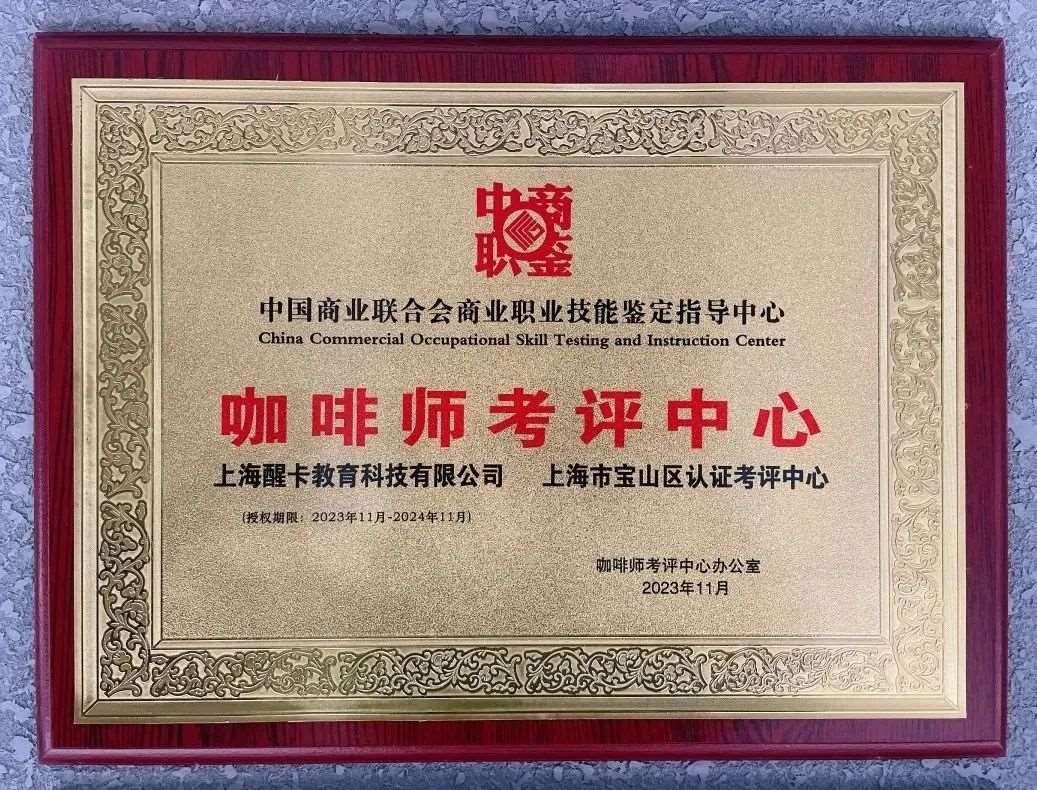 中商
职鉴
中国商业联合会商业职业技能鉴定指导中心
China Commercial Occupational Skill Testing and Instruction Center
咖啡师考评中心
上海醒卡教育科技有限公司 上海市宝山区认证考评中心
(授权期限：2023年11月-2024年11月)
咖啡师考评中心办公室
2023年11月